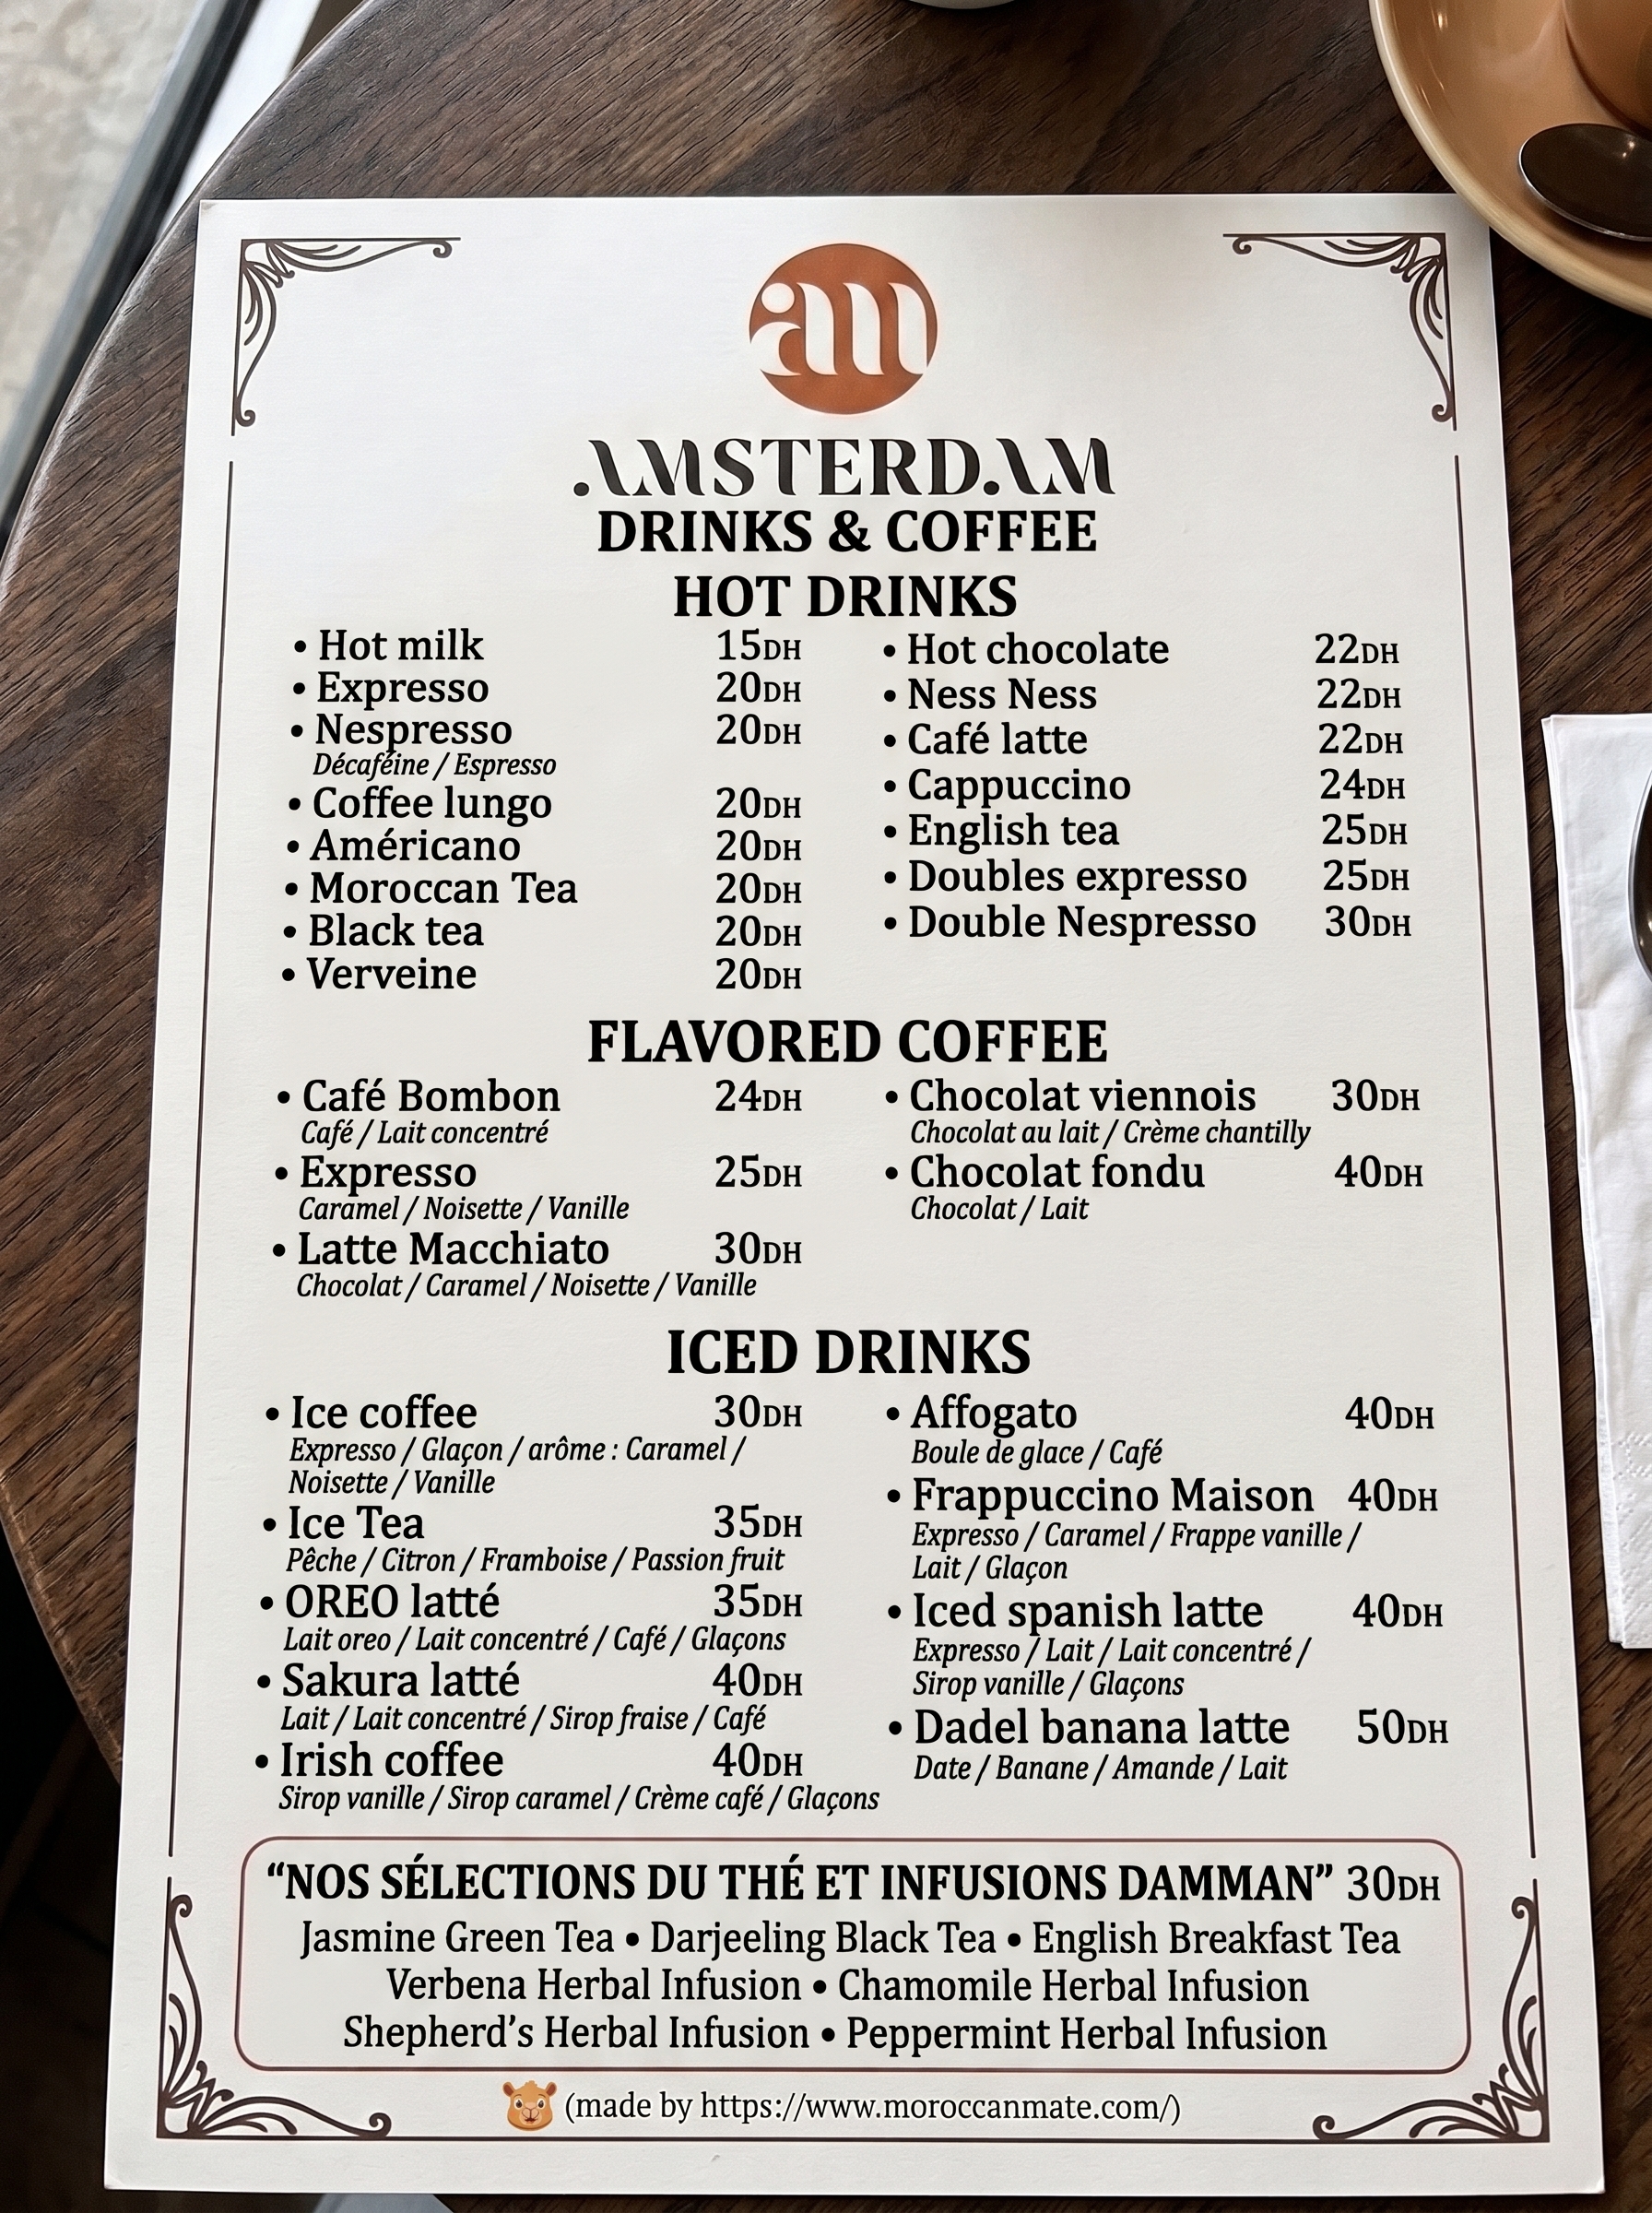 am
AMSTERDAM
DRINKS & COFFEE
HOT DRINKS
• Hot milk 15DH
• Expresso 20DH
• Nespresso 20DH
Décaféine / Espresso
• Coffee lungo 20DH
• Américano 20DH
• Moroccan Tea 20DH
• Black tea 20DH
• Verveine 20DH
• Hot chocolate 22DH
• Ness Ness 22DH
• Café latte 22DH
• Cappuccino 24DH
• English tea 25DH
• Doubles expresso 25DH
• Double Nespresso 30DH
FLAVORED COFFEE
• Café Bombon 24DH
Café / Lait concentré
• Expresso 25DH
Caramel / Noisette / Vanille
• Latte Macchiato 30DH
Chocolat / Caramel / Noisette / Vanille
• Chocolat viennois 30DH
Chocolat au lait / Crème chantilly
• Chocolat fondu 40DH
Chocolat / Lait
ICED DRINKS
• Ice coffee 30DH
Expresso / Glaçon / arôme : Caramel /
Noisette / Vanille
• Ice Tea 35DH
Pêche / Citron / Framboise / Passion fruit
• OREO latté 35DH
Lait oreo / Lait concentré / Café / Glaçons
• Sakura latté 40DH
Lait / Lait concentré / Sirop fraise / Café
• Irish coffee 40DH
Sirop vanille / Sirop caramel / Crème café / Glaçons
• Affogato 40DH
Boule de glace / Café
• Frappuccino Maison 40DH
Expresso / Caramel / Frappe vanille /
Lait / Glaçon
• Iced spanish latte 40DH
Expresso / Lait / Lait concentré /
Sirop vanille / Glaçons
• Dadel banana latte 50DH
Date / Banane / Amande / Lait
“NOS SÉLECTIONS DU THÉ ET INFUSIONS DAMMAN” 30DH
Jasmine Green Tea • Darjeeling Black Tea • English Breakfast Tea
Verbena Herbal Infusion • Chamomile Herbal Infusion
Shepherd’s Herbal Infusion • Peppermint Herbal Infusion
(made by https://www.moroccanmate.com/)